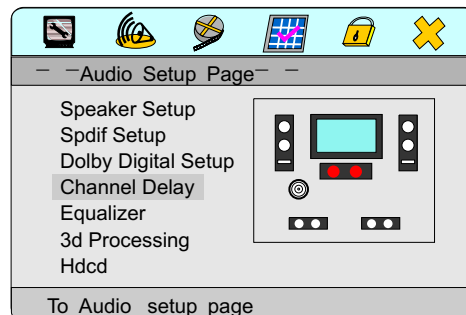 – –Audio Setup Page– –
Speaker Setup
Spdif Setup
Dolby Digital Setup
Channel Delay
Equalizer
3d Processing
Hdcd
To Audio setup page